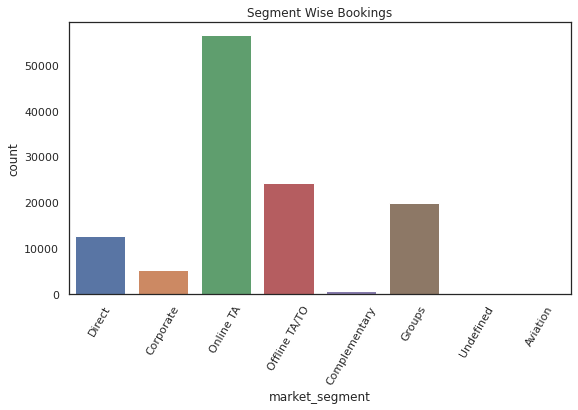 Segment Wise Bookings
count
50000
40000
30000
20000
10000
0
Direct
Corporate
Online TA
Offline TA/TO
Complementary
Groups
Undefined
Aviation
market_segment